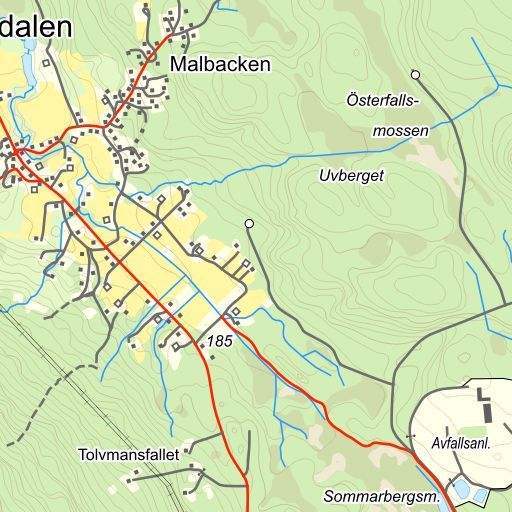 dalen
Malbacken
Österfalls-
mossen
Uvberget
185
Avfallsanl.
Tolvmansfallet
Sommarbergsm.